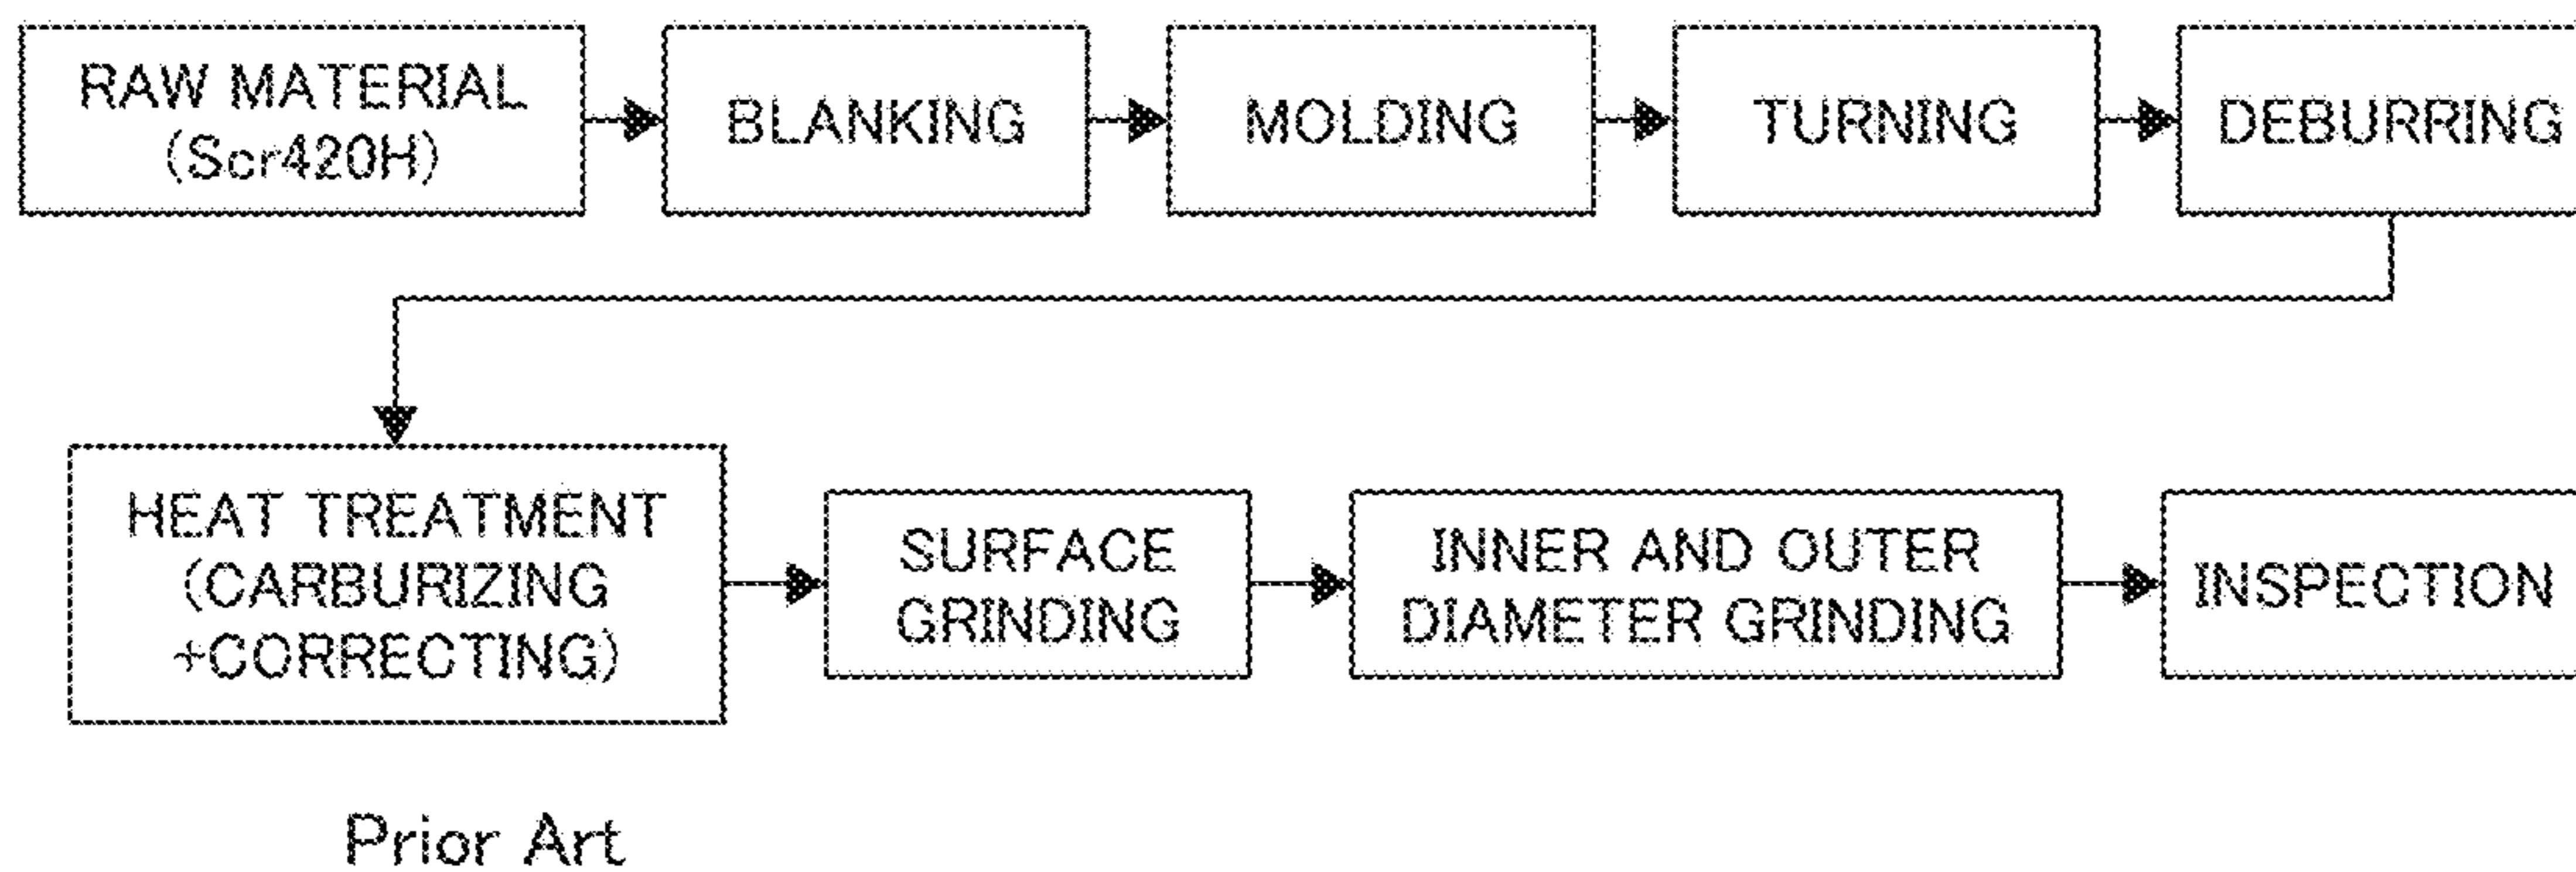 RAW MATERIAL
(Scr420H)
BLANKING
MOLDING
TURNING
DEBURRING
HEAT TREATMENT
(CARBURIZING
+CORRECTING)
SURFACE
GRINDING
INNER AND OUTER
DIAMETER GRINDING
INSPECTION
Prior Art